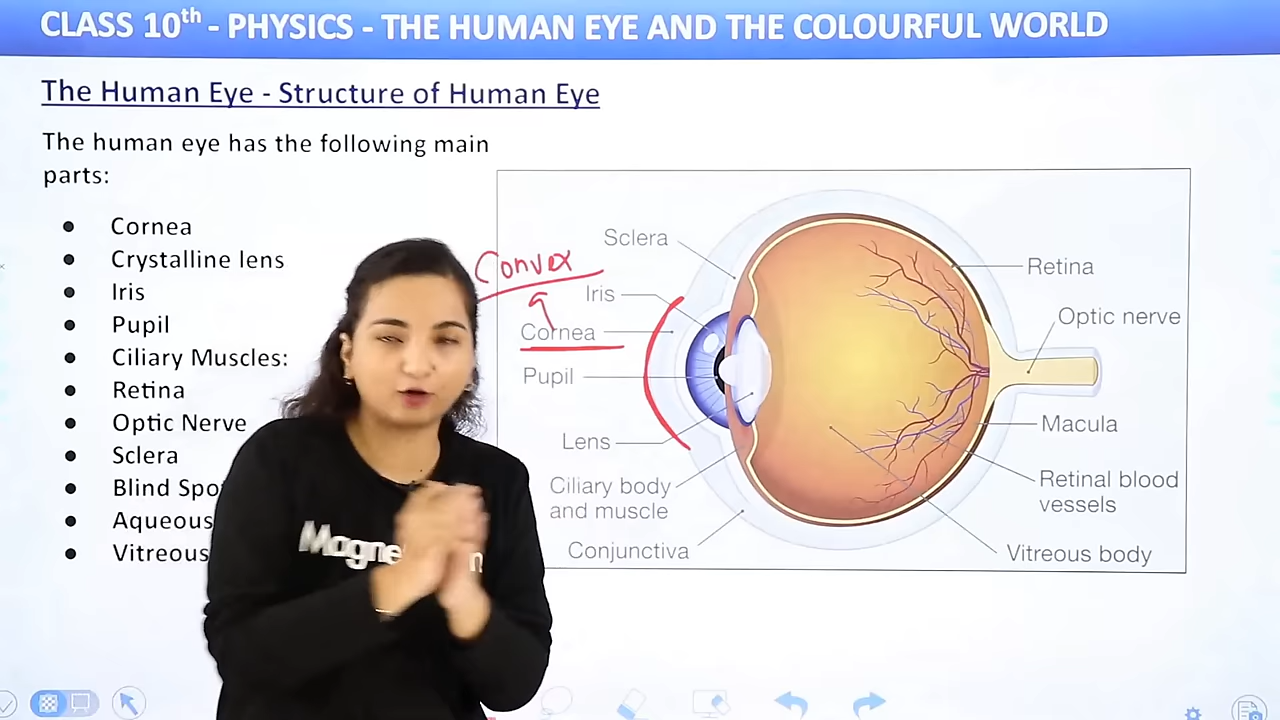 CLASS 10th - PHYSICS - THE HUMAN EYE AND THE COLOURFUL WORLD
The Human Eye - Structure of Human Eye
The human eye has the following main
parts:
● Cornea
● Crystalline lens
● Iris
● Pupil
● Ciliary Muscles:
● Retina
● Optic Nerve
● Sclera
● Blind Spo
● Aqueous
● Vitreous
Convex
Sclera
Iris
Cornea
Pupil
Lens
Ciliary body
and muscle
Conjunctiva
Retina
Optic nerve
Macula
Retinal blood
vessels
Vitreous body
Magne